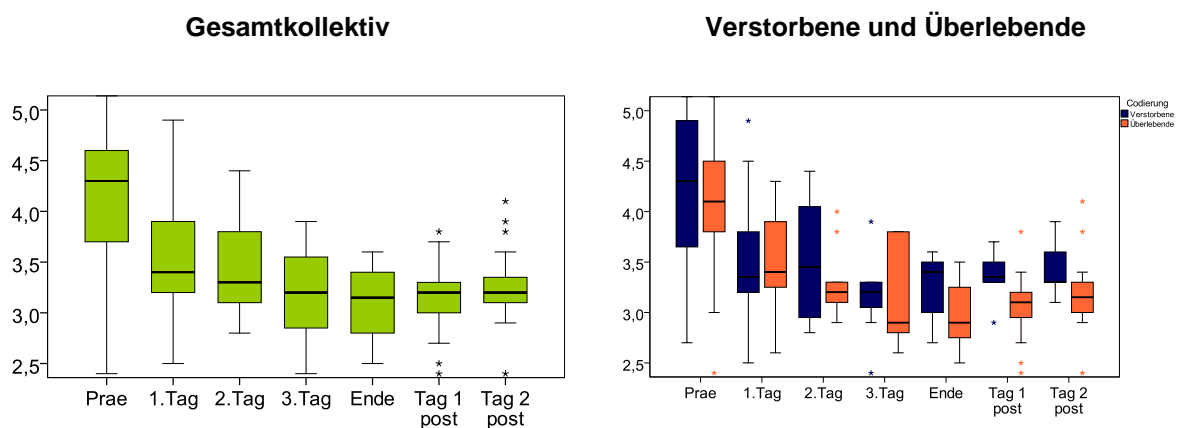 Gesamtkollektiv
5,0
4,5
4,0
3,5
3,0
2,5
Prae 1.Tag 2.Tag 3.Tag Ende Tag 1 Tag 2
post post
Verstorbene und Überlebende
5,0
4,5
4,0
3,5
3,0
2,5
Prae 1.Tag 2.Tag 3.Tag Ende Tag 1 Tag 2
post post
Codierung
Verstorbene
Überlebende